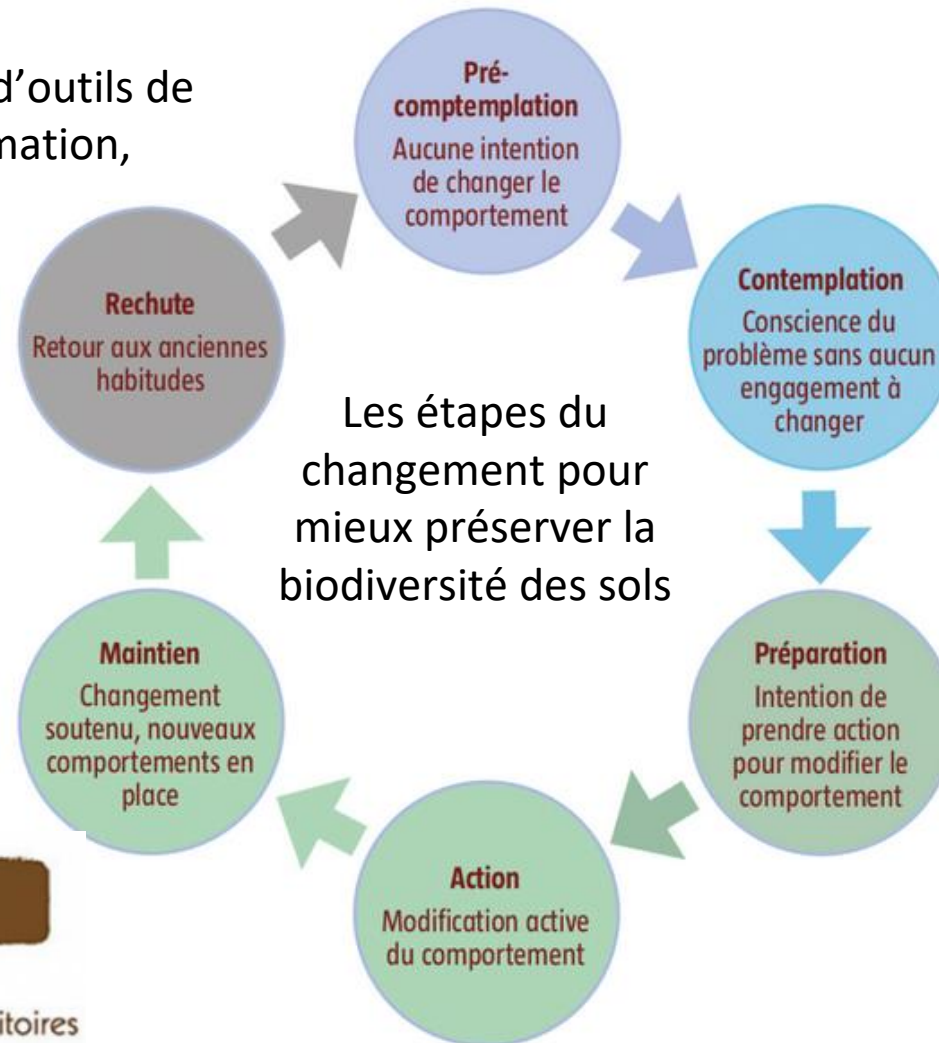 d’outils de
mation,
Pré-
comptemplation
Aucune intention
de changer le
comportement
Contemplation
Conscience du
problème sans aucun
engagement à
changer
Préparation
Intention de
prendre action
pour modifier le
comportement
Action
Modification active
du comportement
Maintien
Changement
soutenu, nouveaux
comportements en
place
Rechute
Retour aux anciennes
habitudes
Les étapes du
changement pour
mieux préserver la
biodiversité des sols
itoires